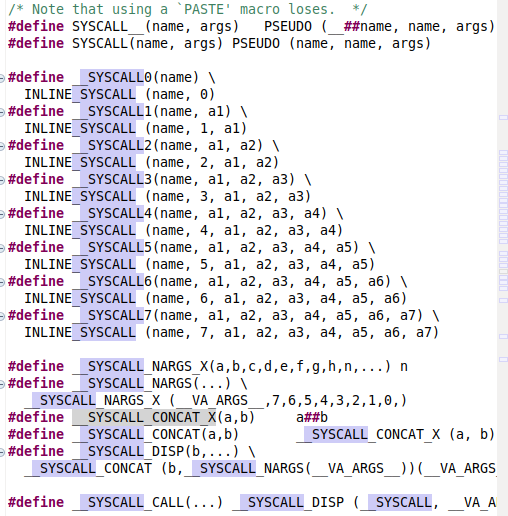 /* Note that using a `PASTE' macro loses.  */
#define SYSCALL__(name, args)	PSEUDO (__##name, name, args)
#define SYSCALL(name, args)	PSEUDO (name, name, args)
#define __SYSCALL0(name) \
INLINE_SYSCALL (name, 0)
#define __SYSCALL1(name, a1) \
INLINE_SYSCALL (name, 1, a1)
#define __SYSCALL2(name, a1, a2) \
INLINE_SYSCALL (name, 2, a1, a2)
#define __SYSCALL3(name, a1, a2, a3) \
INLINE_SYSCALL (name, 3, a1, a2, a3)
#define __SYSCALL4(name, a1, a2, a3, a4) \
INLINE_SYSCALL (name, 4, a1, a2, a3, a4)
#define __SYSCALL5(name, a1, a2, a3, a4, a5) \
INLINE_SYSCALL (name, 5, a1, a2, a3, a4, a5)
#define __SYSCALL6(name, a1, a2, a3, a4, a5, a6) \
INLINE_SYSCALL (name, 6, a1, a2, a3, a4, a5, a6)
#define __SYSCALL7(name, a1, a2, a3, a4, a5, a6, a7) \
INLINE_SYSCALL (name, 7, a1, a2, a3, a4, a5, a6, a7)
#define __SYSCALL_NARGS_X(a,b,c,d,e,f,g,h,n,...) n
#define __SYSCALL_NARGS(...) \
__SYSCALL_NARGS_X (__VA_ARGS__,7,6,5,4,3,2,1,0,)
#define __SYSCALL_CONCAT_X(a,b)     a##b
#define __SYSCALL_CONCAT(a,b)       __SYSCALL_CONCAT_X (a, b)
#define __SYSCALL_DISP(b,...) \
__SYSCALL_CONCAT (b,__SYSCALL_NARGS(__VA_ARGS__))(__VA_ARGS_
#define __SYSCALL_CALL(...) __SYSCALL_DISP (__SYSCALL, __VA_A